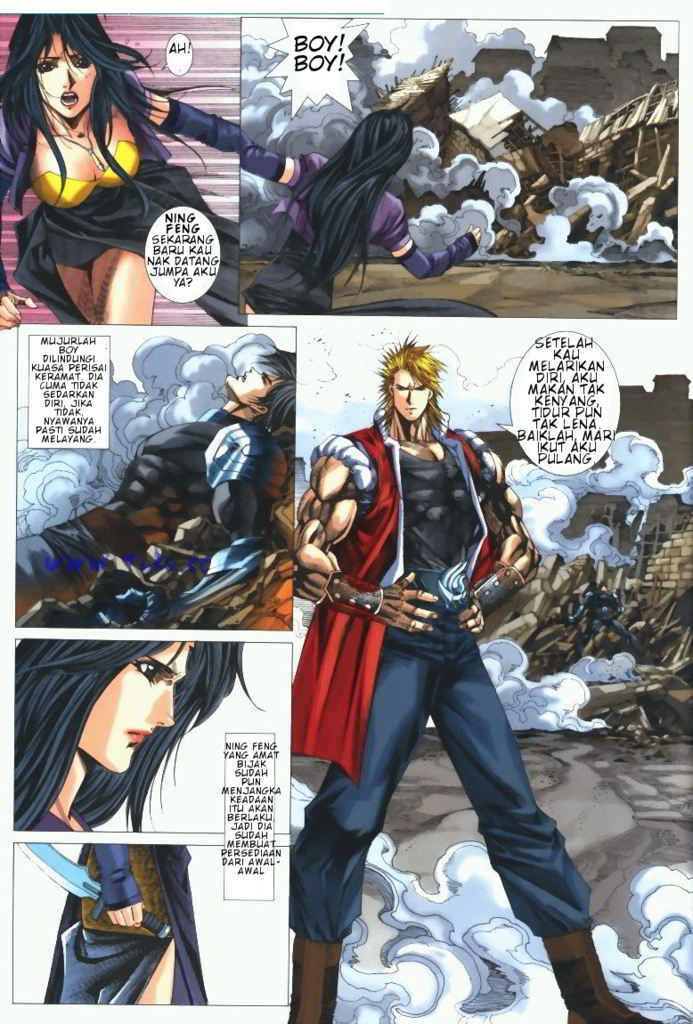 AH!
NING
FENG
SEKARANG
BARU KAU
NAK DATANG
JUMPA AKU
YA?
BOY!
BOY!
MUJURLAH
BOY
DILINDUNGI
KUASA PERISAI
KERAMAT. DIA
CUMA TIDAK
SEDARKAN
DIRI. JIKA
TIDAK,
NYAWANYA
PASTI SUDAH
MELAYANG.
SETELAH
KAU
MELARIKAN
DIRI, AKU
MAKAN TAK
KENYANG,
TIDUR PUN
TAK LENA.
BAIKLAH, MARI
IKUT AKU
PULANG
NING FENG
YANG AMAT
BIJAK
SUDAH
PUN
MENJANGKA
KEADAAN
ITU AKAN
BERLAKU,
JADI DIA
SUDAH
MEMBUAT
PERSEDIAAN
DARI AWAL-
AWAL